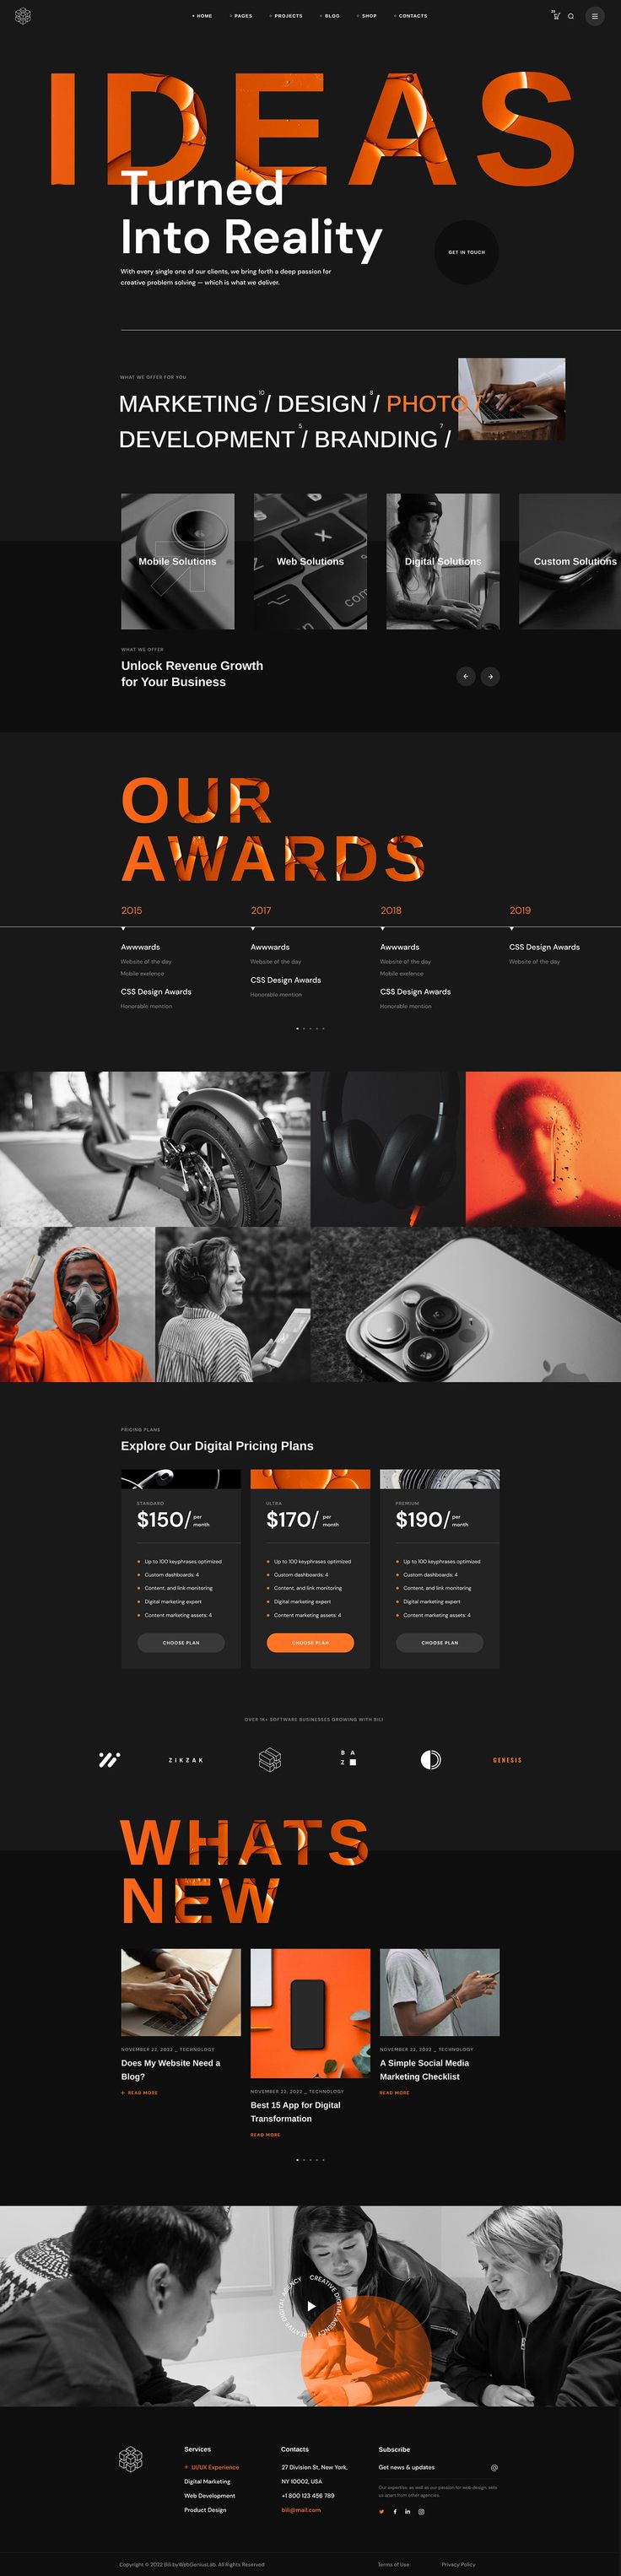 HOME PAGES PROJECTS BLOG SHOP CONTACTS
IDEAS
Turned
Into Reality
With every single one of our clients, we bring forth a deep passion for
creative problem solving — which is what we deliver.
GET IN TOUCH
WHAT WE OFFER FOR YOU
MARKETING 10 / DESIGN 8 / PHOTO /
DEVELOPMENT 5 / BRANDING 7 /
Mobile Solutions
Web Solutions
Digital Solutions
Custom Solutions
WHAT WE OFFER
Unlock Revenue Growth
for Your Business
OUR
AWARDS
2015
Awwwards
Website of the day
Mobile exelence
CSS Design Awards
Honorable mention
2017
Awwwards
Website of the day
CSS Design Awards
Honorable mention
2018
Awwwards
Website of the day
Mobile exelence
CSS Design Awards
Honorable mention
2019
CSS Design Awards
Website of the day
PRICING PLANS
Explore Our Digital Pricing Plans
STANDARD
$150/ per
month
Up to 100 keyphrases optimized
Custom dashboards: 4
Content, and link monitoring
Digital marketing expert
Content marketing assets: 4
CHOOSE PLAN
ULTRA
$170/ per
month
Up to 100 keyphrases optimized
Custom dashboards: 4
Content, and link monitoring
Digital marketing expert
Content marketing assets: 4
CHOOSE PLAN
PREMIUM
$190/ per
month
Up to 100 keyphrases optimized
Custom dashboards: 4
Content, and link monitoring
Digital marketing expert
Content marketing assets: 4
CHOOSE PLAN
OVER 1K+ SOFTWARE BUSINESSES GROWING WITH BILI
ZIKZAK
BA
Z
GENESIS
WHATS
NEW
NOVEMBER 22, 2022 _ TECHNOLOGY
Does My Website Need a
Blog?
+ READ MORE
NOVEMBER 22, 2022 _ TECHNOLOGY
Best 15 App for Digital
Transformation
READ MORE
NOVEMBER 22, 2022 _ TECHNOLOGY
A Simple Social Media
Marketing Checklist
READ MORE
CREATIVE DIGITAL AGENCY CREATIVE DIGITAL AGENCY
Services
+ UI/UX Experience
Digital Marketing
Web Development
Product Design
Contacts
27 Division St, New York,
NY 10002, USA
+1 800 123 456 789
bili@mail.com
Subscribe
Get news & updates @
Our expertise, as well as our passion for web design, sets
us apart from other agencies.
Copyright © 2022 Bili byWebGeniusLab. All Rights Reserved
Terms of Use
Privacy Policy